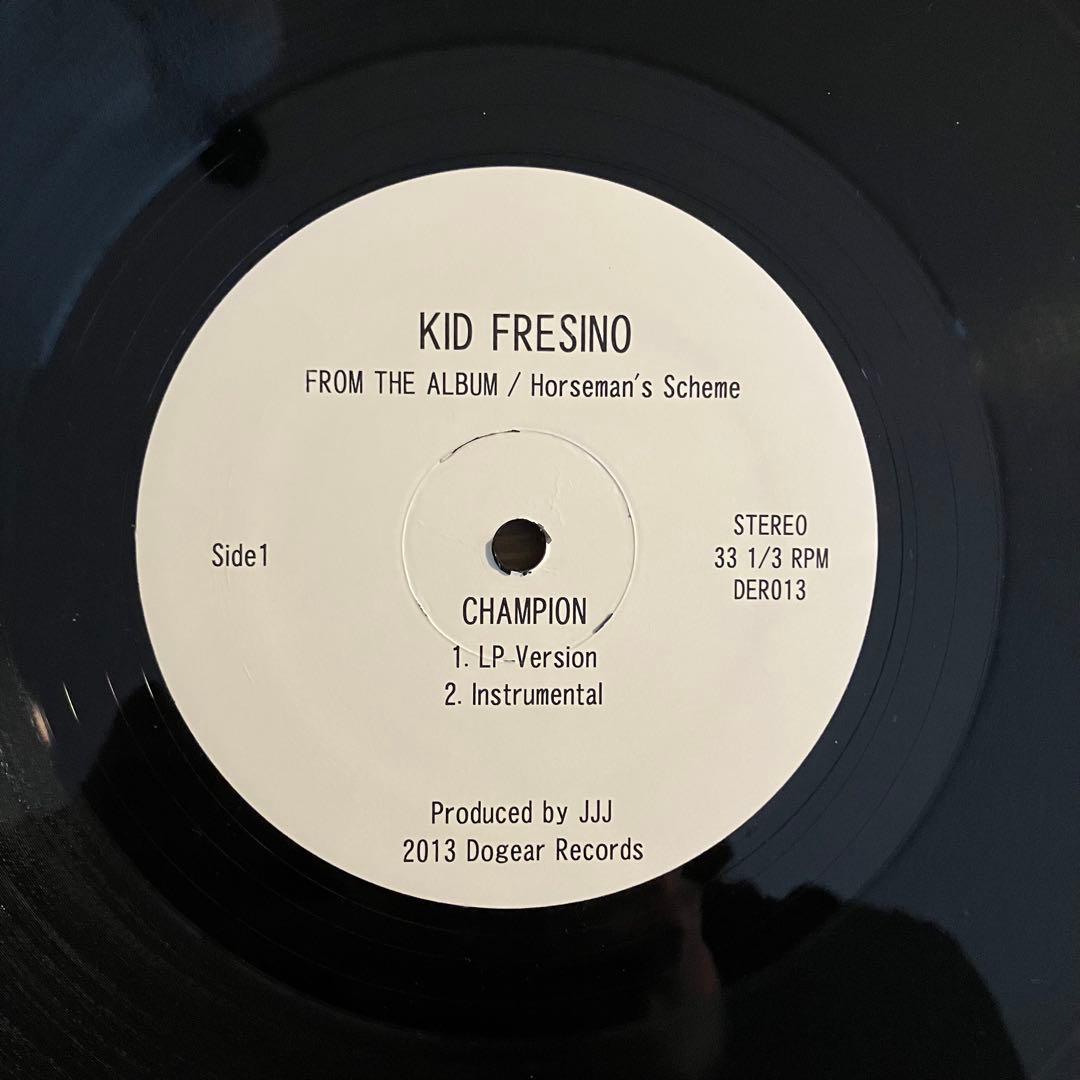 KID FRESINO
FROM THE ALBUM / Horseman's Scheme
Side1
STEREO
33 1/3 RPM
DER013
CHAMPION
1. LP-Version
2. Instrumental
Produced by JJJ
2013 Dogear Records